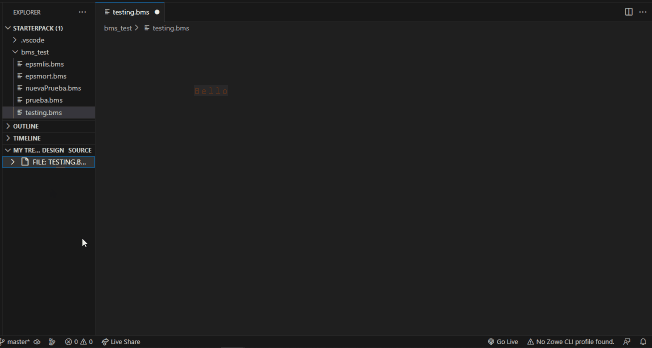 EXPLORER
testing.bms
STARTERPACK (1)
bms_test > testing.bms
.vscode
bms_test
epsmlis.bms
epsmort.bms
nuevaPrueba.bms
Hello
prueba.bms
testing.bms
OUTLINE
TIMELINE
MY TRE... DESIGN SOURCE
FILE: TESTING.B...
master* 0 0 Live Share Go Live No Zowe CLI profile found.